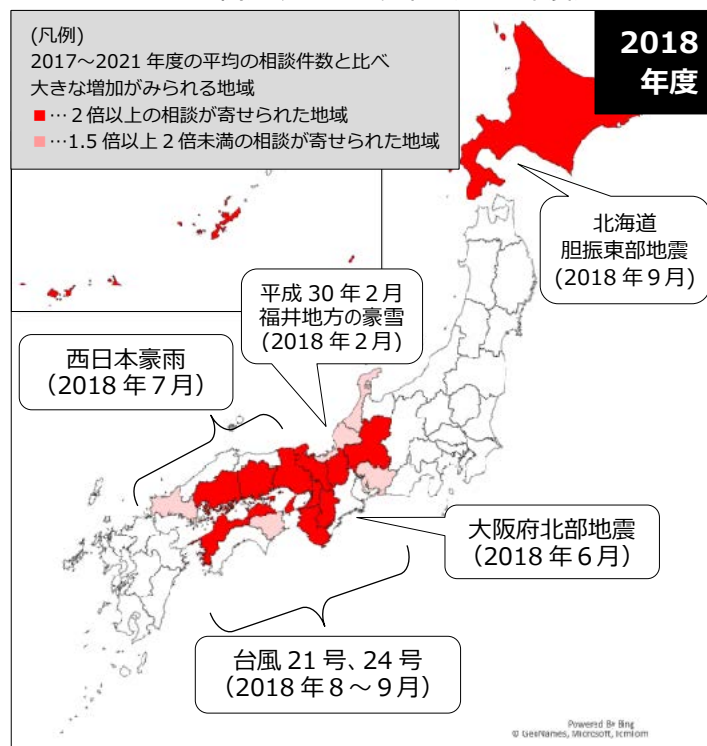 (凡例)
2017~2021 年度の平均の相談件数と比べ
大きな増加がみられる地域
■…2倍以上の相談が寄せられた地域
■…1.5 倍以上2倍未満の相談が寄せられた地域
2018
年度
北海道
胆振東部地震
(2018 年9月)
平成 30 年2月
福井地方の豪雪
(2018 年2月)
西日本豪雨
(2018 年7月)
大阪府北部地震
(2018 年6月)
台風 21 号、24 号
(2018 年8~9月)
Powered By Bing
© GeoNames, Microsoft, TomTom